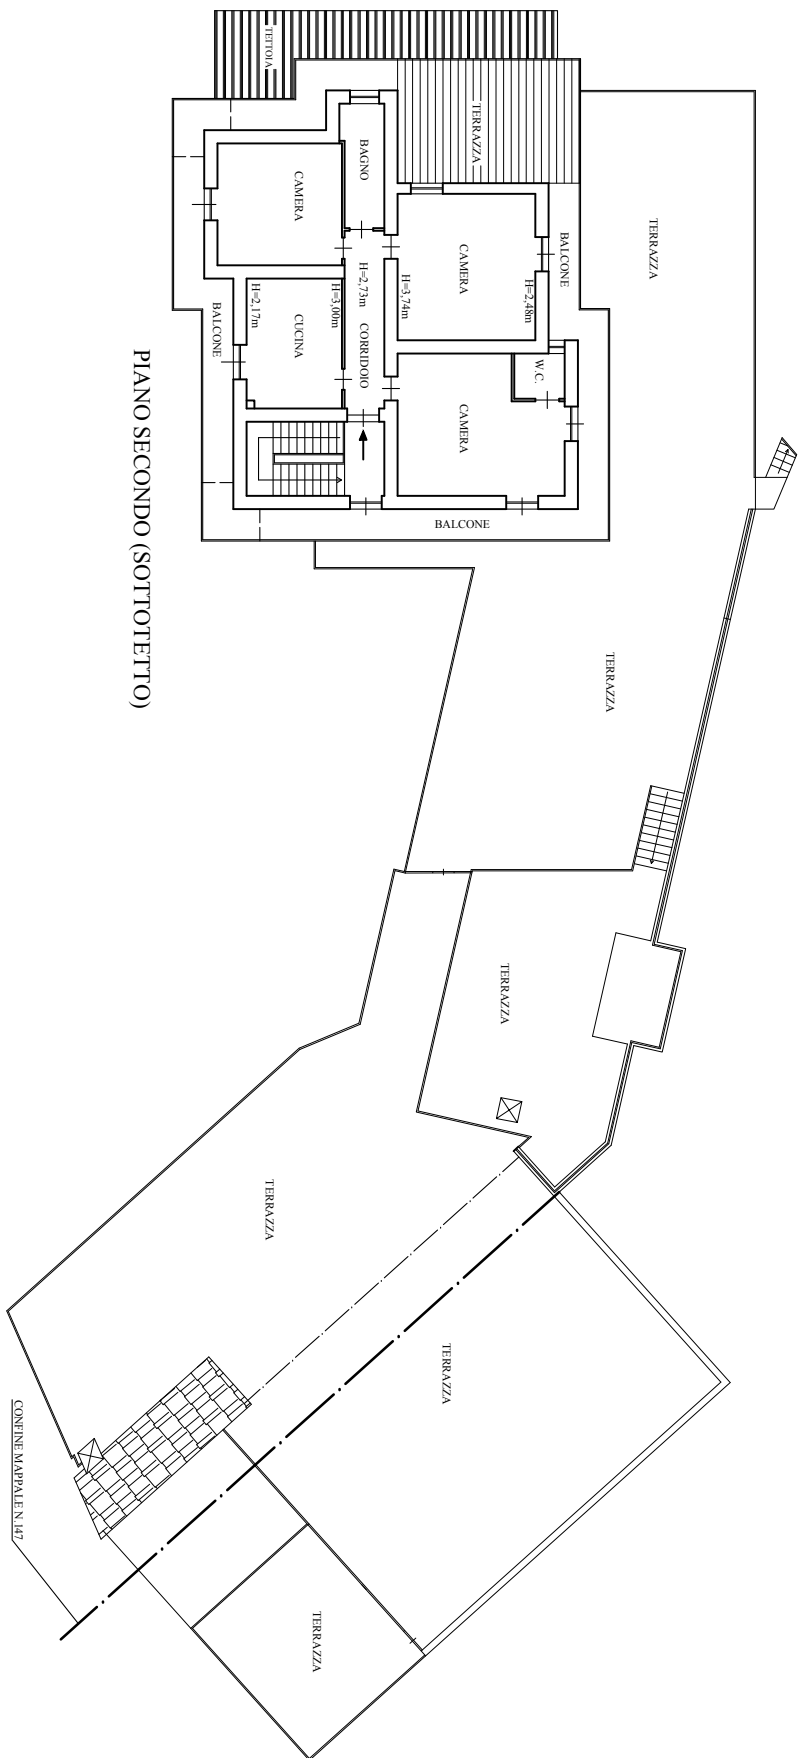 TETTOIA
TERRAZZA
BAGNO
CAMERA
TERRAZZA
CAMERA
BALCONE
H=2,48m
H=3,74m
H=2,73m
H=3,00m
H=2,17m
CUCINA
CORRIDOIO
BALCONE
W.C.
CAMERA
BALCONE
PIANO SECONDO (SOTTOTETTO)
TERRAZZA
TERRAZZA
TERRAZZA
TERRAZZA
TERRAZZA
CONFINE MAPPALE N.147